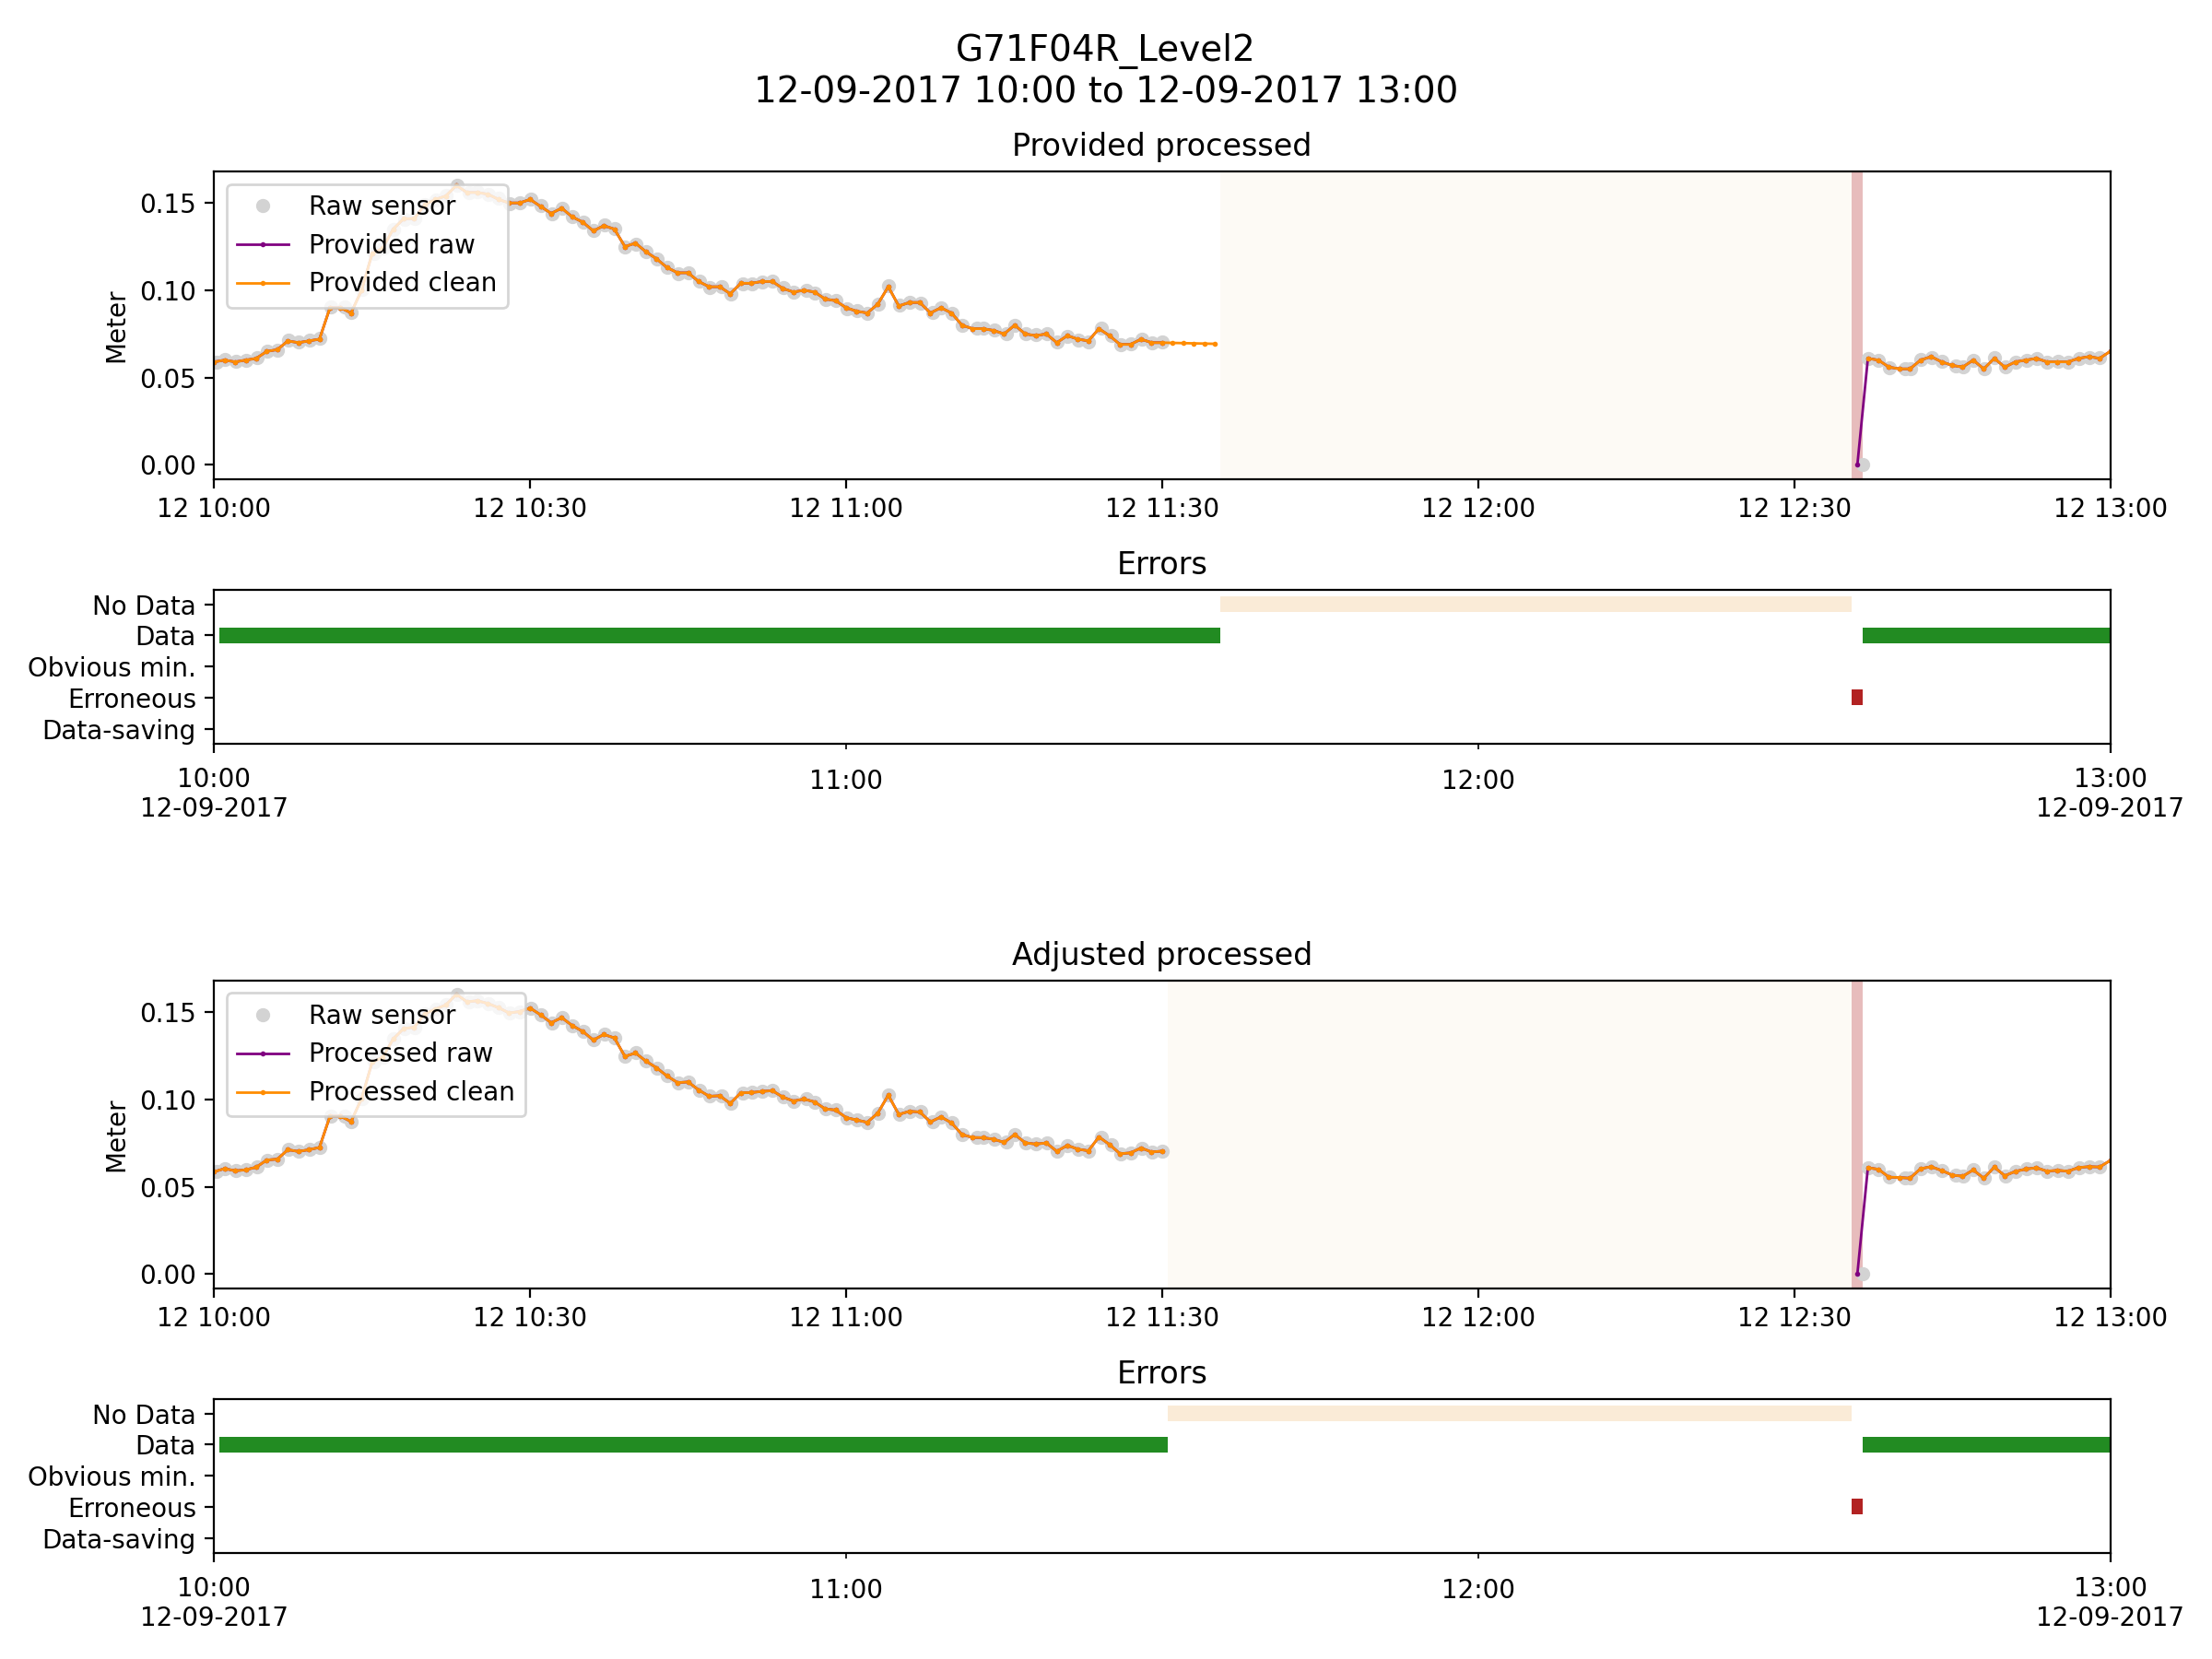 G71F04R_Level2
12-09-2017 10:00 to 12-09-2017 13:00
Provided processed
Meter
0.15
0.10
0.05
0.00
Raw sensor
Provided raw
Provided clean
12 10:00 12 10:30 12 11:00 12 11:30 12 12:00 12 12:30 12 13:00
Errors
No Data
Data
Obvious min.
Erroneous
Data-saving
10:00 11:00 12:00 13:00
12-09-2017 12-09-2017
Adjusted processed
Meter
0.15
0.10
0.05
0.00
Raw sensor
Processed raw
Processed clean
12 10:00 12 10:30 12 11:00 12 11:30 12 12:00 12 12:30 12 13:00
Errors
No Data
Data
Obvious min.
Erroneous
Data-saving
10:00 11:00 12:00 13:00
12-09-2017 12-09-2017